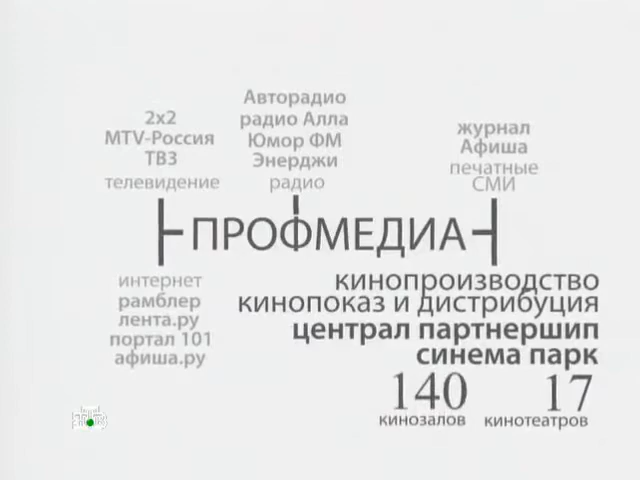 2x2
MTV-Россия
ТВ3
телевидение
Авторадио
радио Алла
Юмор ФМ
Энерджи
радио
журнал
Афиша
печатные
СМИ
ПРОФМЕДИА
интернет
рамблер
лента.ру
портал 101
афиша.ру
кинопроизводство
кинопоказ и дистрибуция
централ партнершип
синема парк
140
кинозалов
17
кинотеатров
НТВ